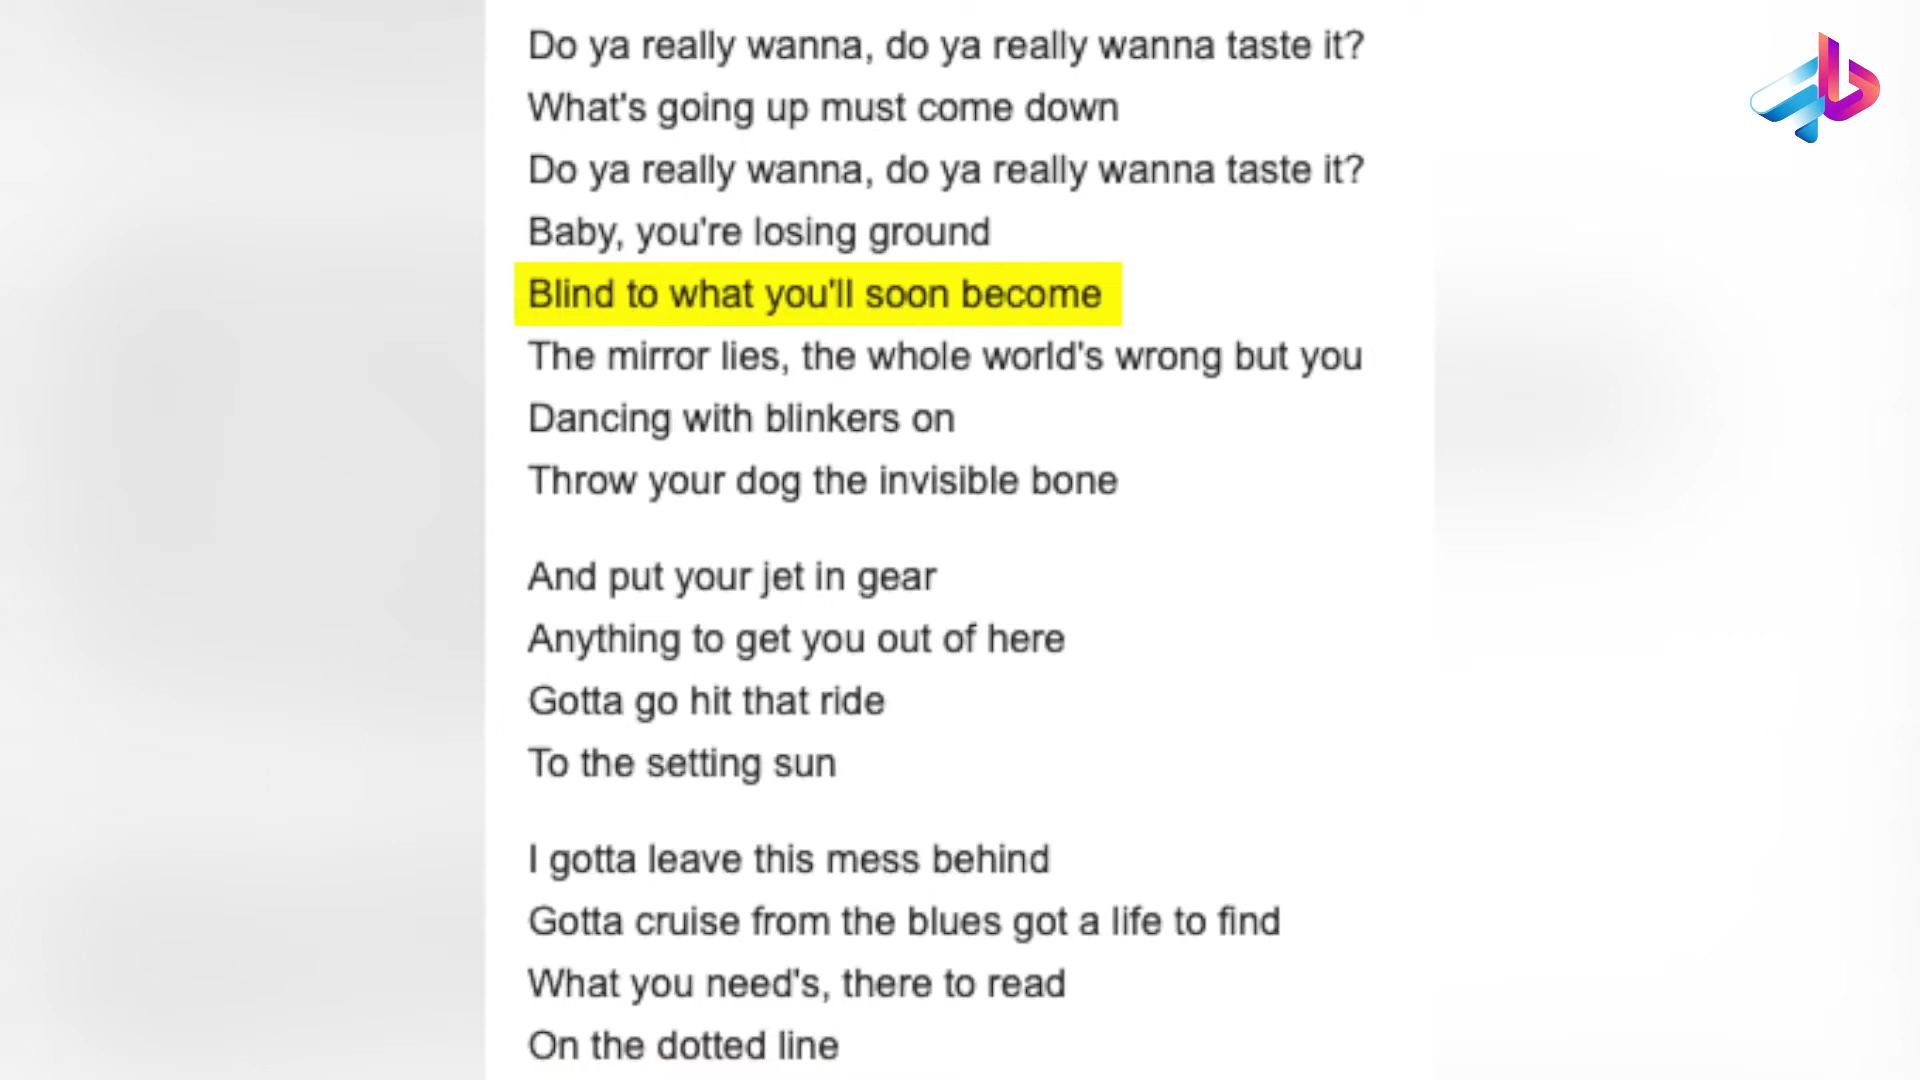 Do ya really wanna, do ya really wanna taste it?
What's going up must come down
Do ya really wanna, do ya really wanna taste it?
Baby, you're losing ground
Blind to what you'll soon become
The mirror lies, the whole world's wrong but you
Dancing with blinkers on
Throw your dog the invisible bone
And put your jet in gear
Anything to get you out of here
Gotta go hit that ride
To the setting sun
I gotta leave this mess behind
Gotta cruise from the blues got a life to find
What you need's, there to read
On the dotted line